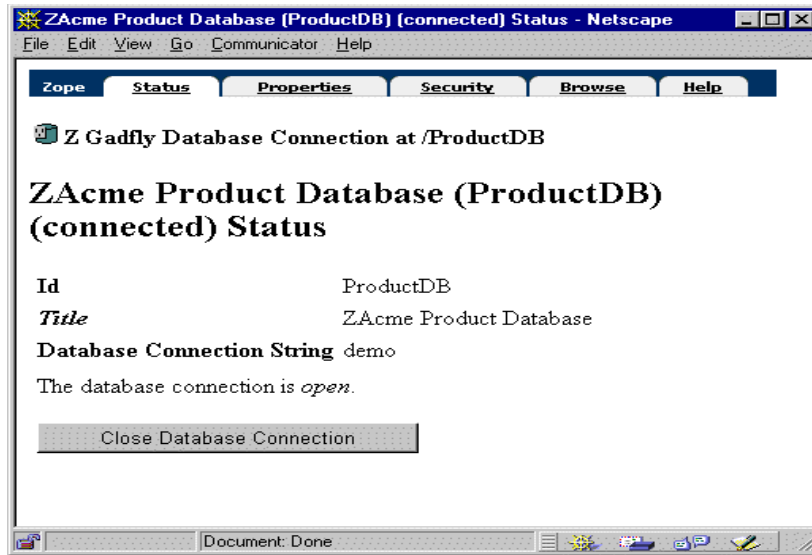 ZAcme Product Database (ProductDB) (connected) Status - Netscape
File Edit View Go Communicator Help
Zope Status Properties Security Browse Help
Z Gadfly Database Connection at /ProductDB
ZAcme Product Database (ProductDB)
(connected) Status
Id ProductDB
Title ZAcme Product Database
Database Connection String demo
The database connection is open.
Close Database Connection
Document: Done